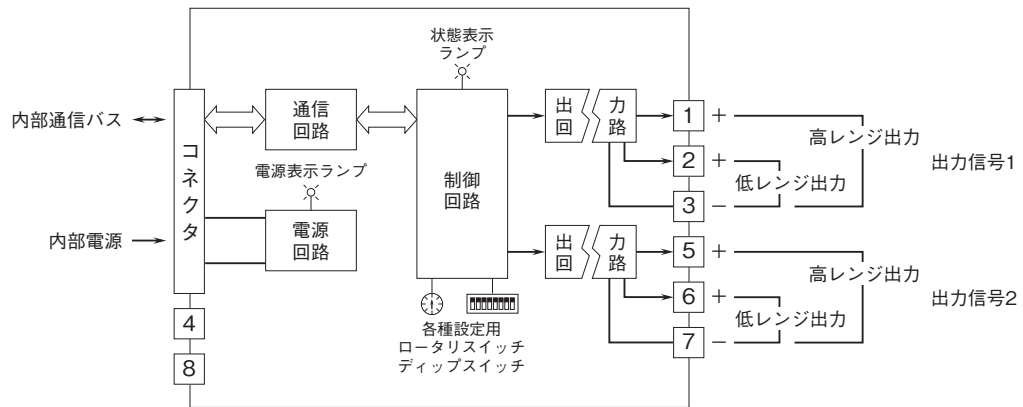 状態表示
ランプ
内部通信バス
コネクタ
通信
回路
電源表示ランプ
内部電源
電源
回路
制御
回路
各種設定用
ロータリスイッチ
ディップスイッチ
4
8
出 力
回 路
1 +
2 +
3 −
高レンジ出力
低レンジ出力
出力信号1
出 力
回 路
5 +
6 +
7 −
高レンジ出力
低レンジ出力
出力信号2